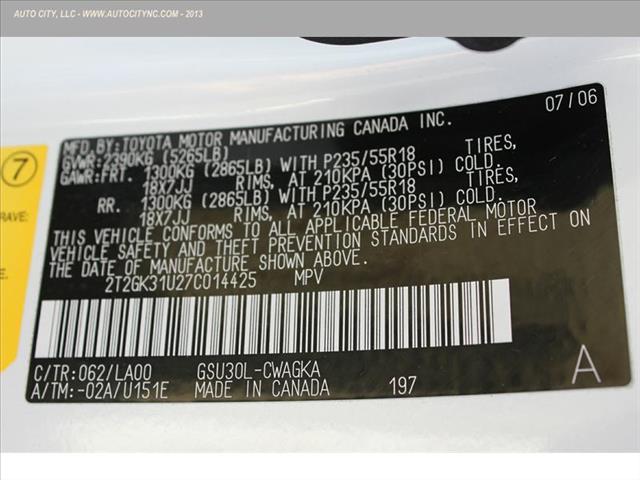 AUTO CITY, LLC - WWW.AUTOCITYNC.COM - 2013
07/06
MFD.BY:TOYOTA MOTOR MANUFACTURING CANADA INC.
GVWR:2390KG (5265LB)
GAWR:FRT. 1300KG (2865LB) WITH P235/55R18 TIRES,
18X7JJ RIMS, AT 210KPA (30PSI) COLD.
RR. 1300KG (2865LB) WITH P235/55R18 TIRES,
18X7JJ RIMS, AT 210KPA (30PSI) COLD.
THIS VEHICLE CONFORMS TO ALL APPLICABLE FEDERAL MOTOR
VEHICLE SAFETY AND THEFT PREVENTION STANDARDS IN EFFECT ON
THE DATE OF MANUFACTURE SHOWN ABOVE.
2T2GK31U27C014425 MPV
C/TR:062/LA00 GSU30L-CWAGKA
A/TM:-02A/U151E MADE IN CANADA 197 A
7
RAVE: